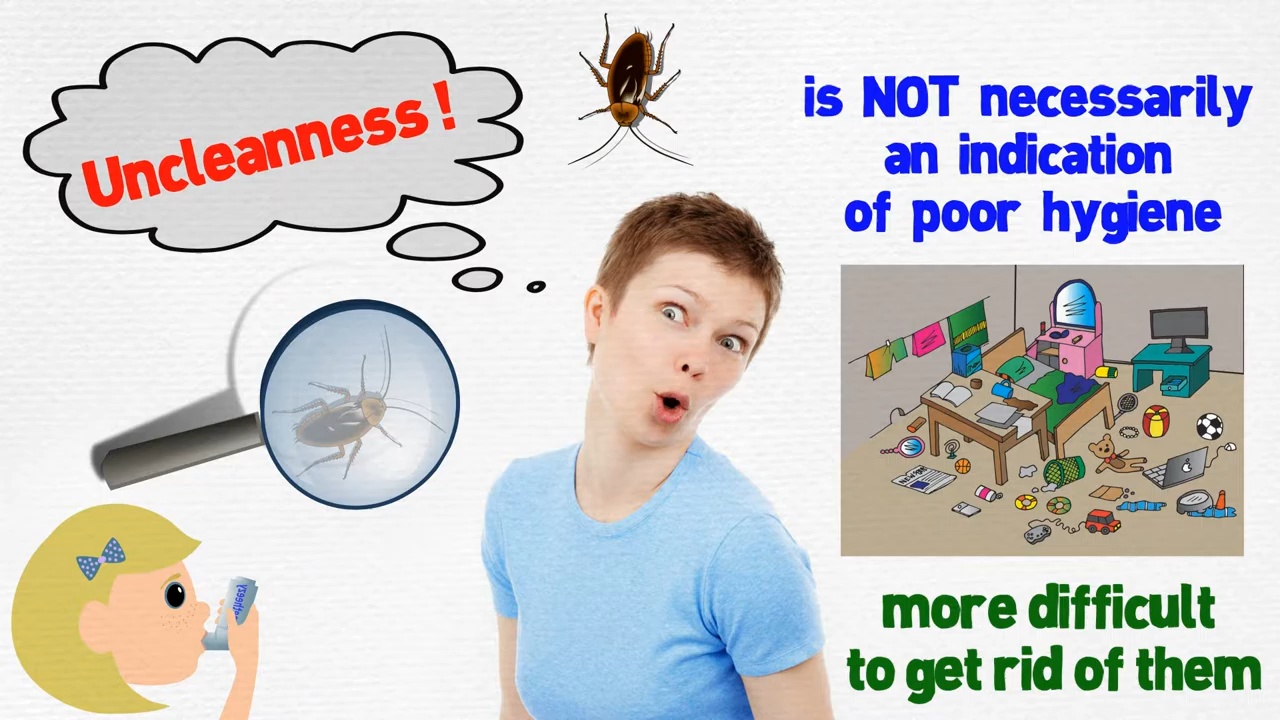 Uncleanness!
is NOT necessarily
an indication
of poor hygiene
more difficult
to get rid of them